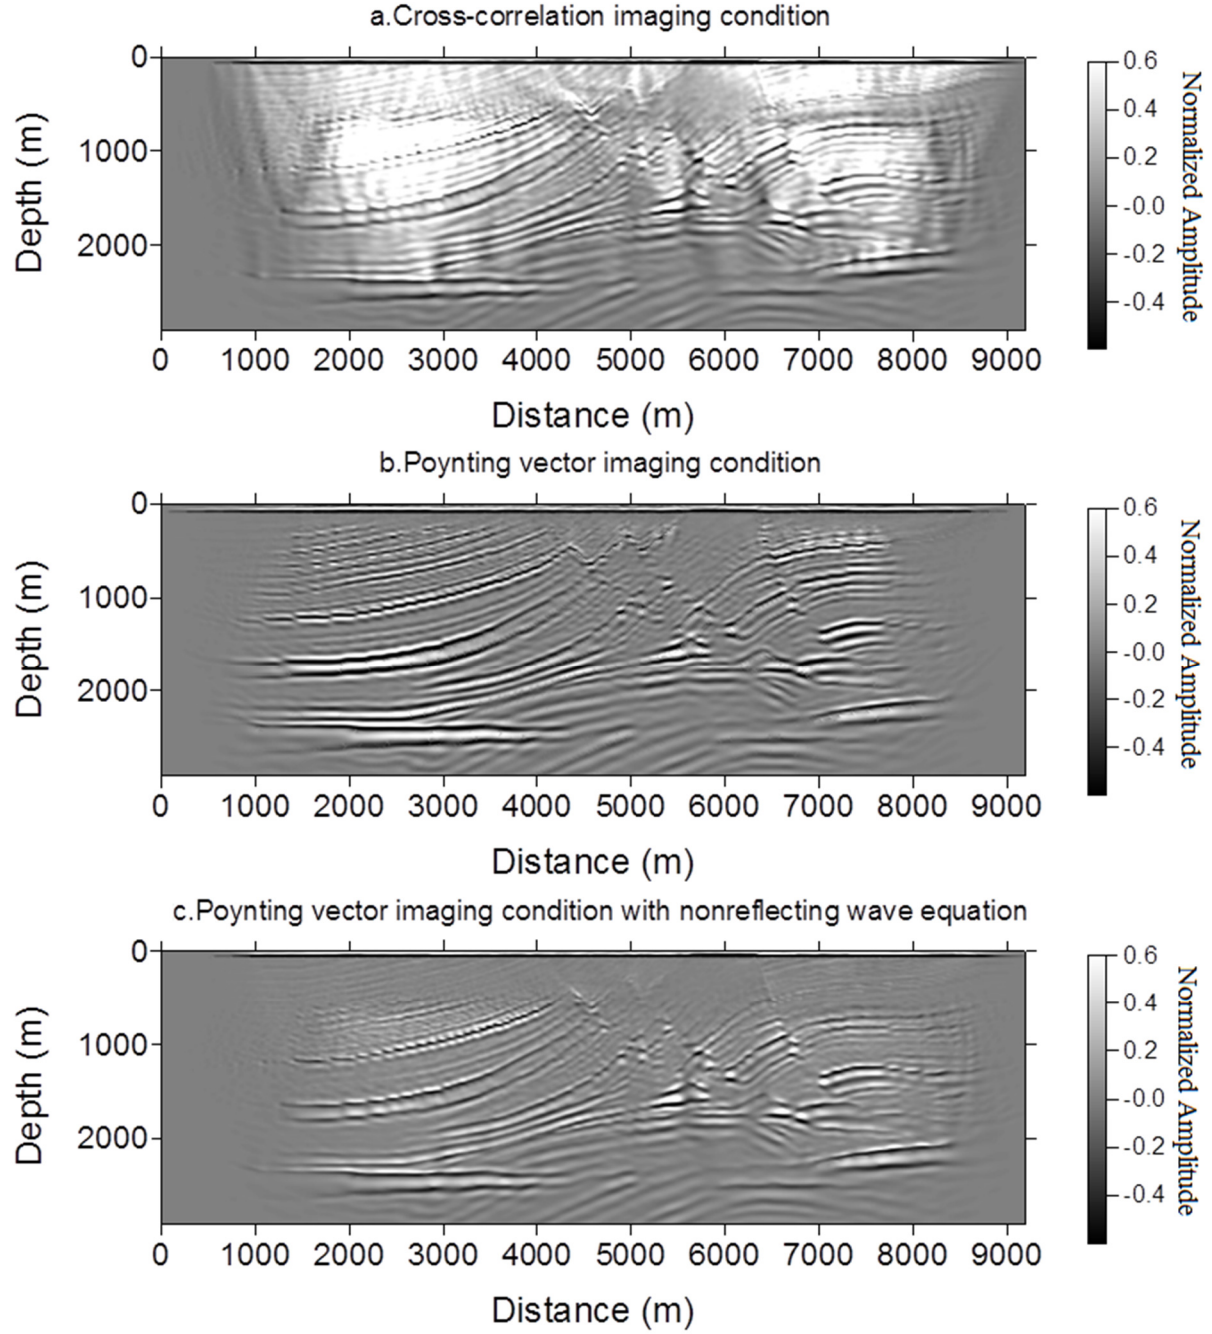 a.Cross-correlation imaging condition
0
1000
2000
Depth (m)
0 1000 2000 3000 4000 5000 6000 7000 8000 9000
Distance (m)
0.6
0.4
0.2
-0.0
-0.2
-0.4
Normalized Amplitude
b.Poynting vector imaging condition
0
1000
2000
Depth (m)
0 1000 2000 3000 4000 5000 6000 7000 8000 9000
Distance (m)
0.6
0.4
0.2
-0.0
-0.2
-0.4
Normalized Amplitude
c.Poynting vector imaging condition with nonreflecting wave equation
0
1000
2000
Depth (m)
0 1000 2000 3000 4000 5000 6000 7000 8000 9000
Distance (m)
0.6
0.4
0.2
-0.0
-0.2
-0.4
Normalized Amplitude